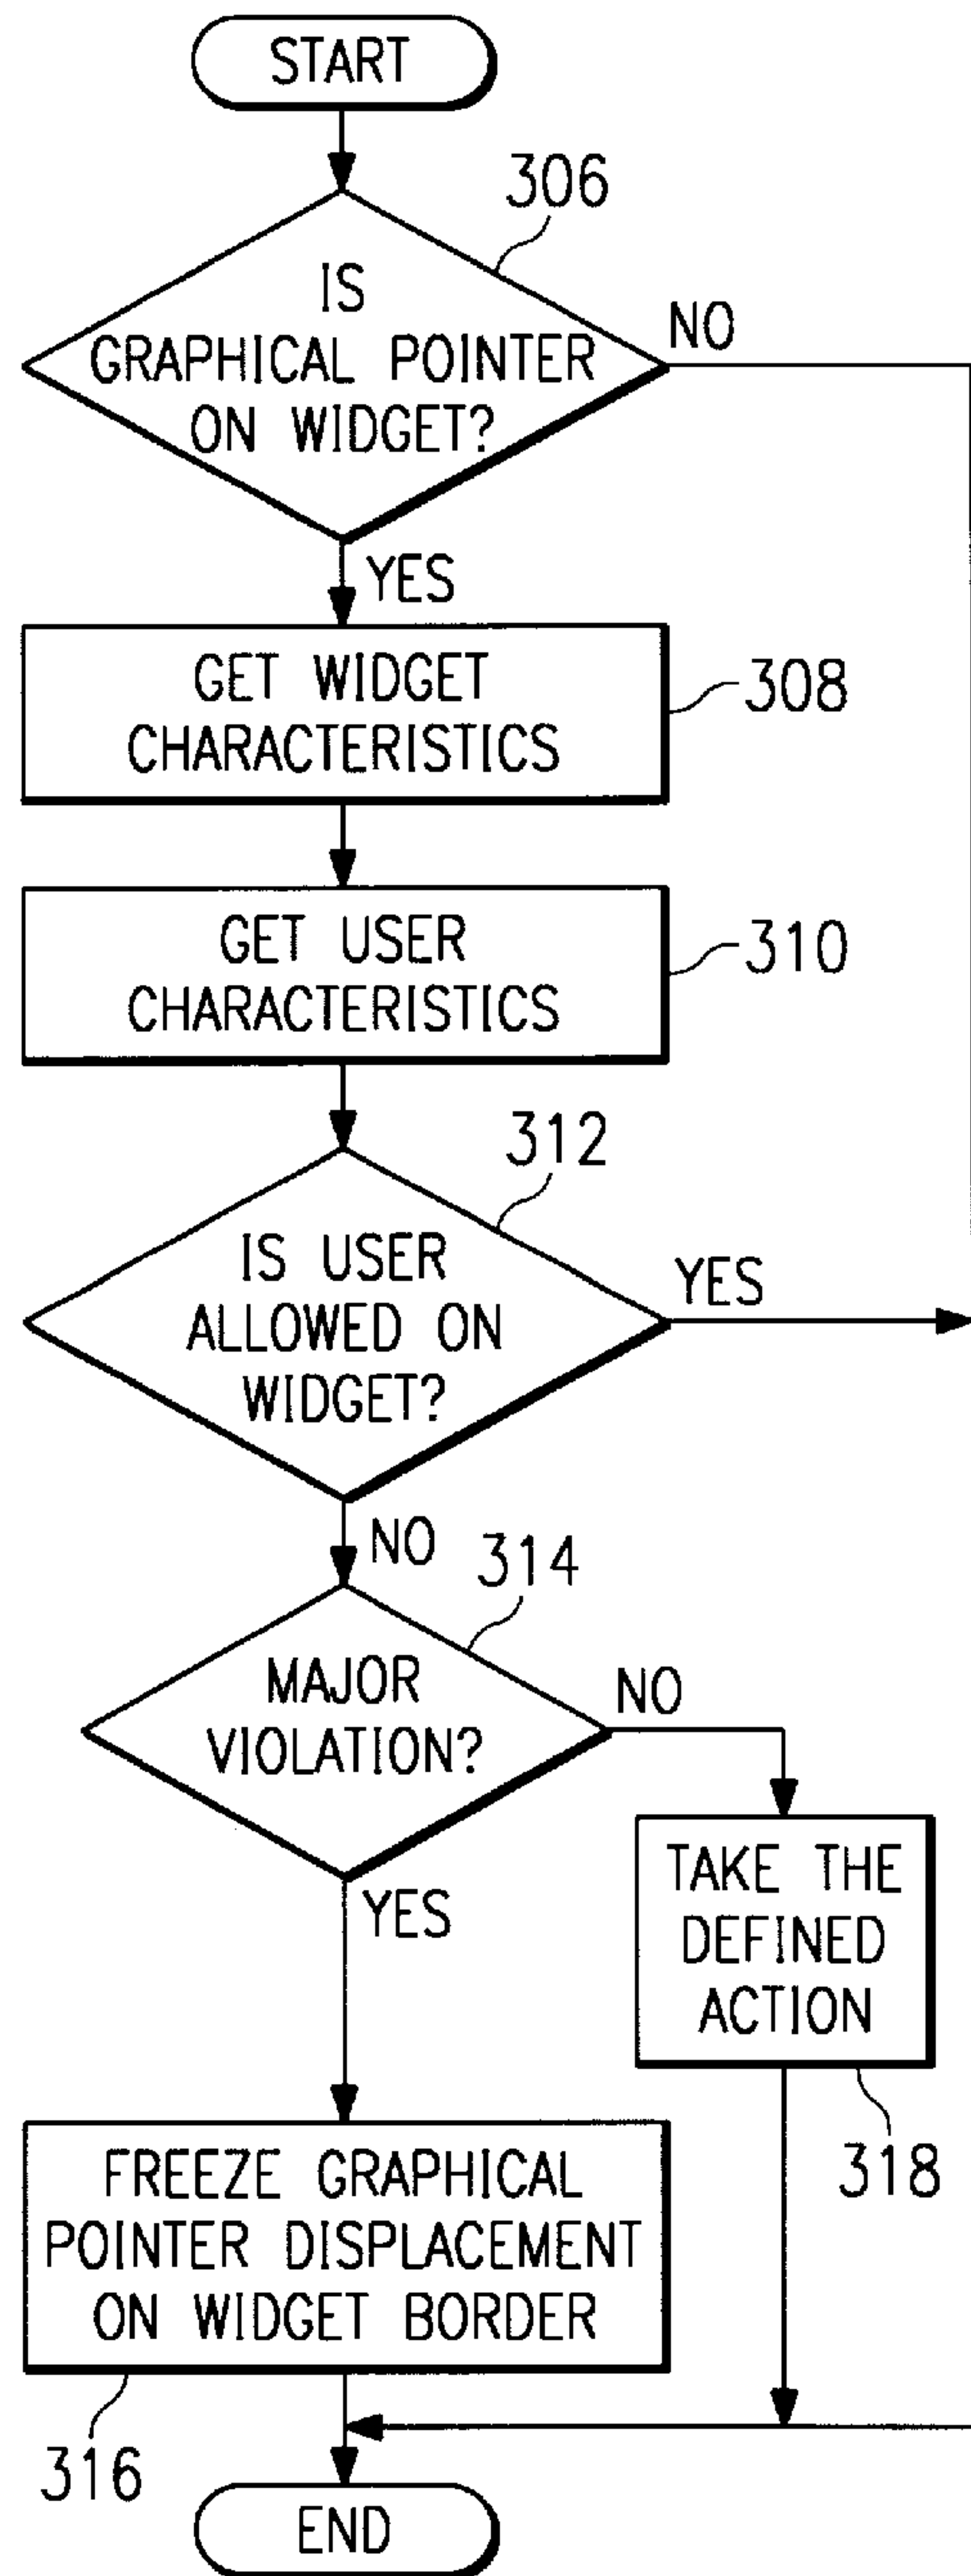 START
306
IS
GRAPHICAL POINTER
ON WIDGET?
NO
YES
GET WIDGET
CHARACTERISTICS
308
GET USER
CHARACTERISTICS
310
312
IS USER
ALLOWED ON
WIDGET?
YES
NO
314
MAJOR
VIOLATION?
NO
YES
TAKE THE
DEFINED
ACTION
318
FREEZE GRAPHICAL
POINTER DISPLACEMENT
ON WIDGET BORDER
316
END